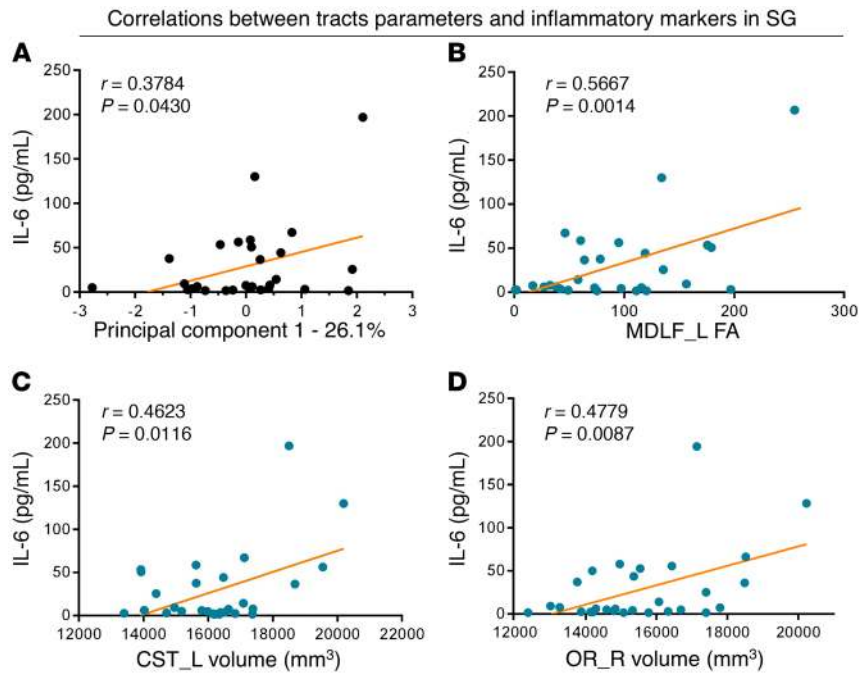 Correlations between tracts parameters and inflammatory markers in SG
A
r = 0.3784
P = 0.0430
IL-6 (pg/mL)
250
200
150
100
50
0
-3 -2 -1 0 1 2 3
Principal component 1 - 26.1%
B
r = 0.5667
P = 0.0014
IL-6 (pg/mL)
250
200
150
100
50
0
0 100 200 300
MDLF_L FA
C
r = 0.4623
P = 0.0116
IL-6 (pg/mL)
250
200
150
100
50
0
12000 14000 16000 18000 20000 22000
CST_L volume (mm³)
D
r = 0.4779
P = 0.0087
IL-6 (pg/mL)
250
200
150
100
50
0
12000 14000 16000 18000 20000
OR_R volume (mm³)